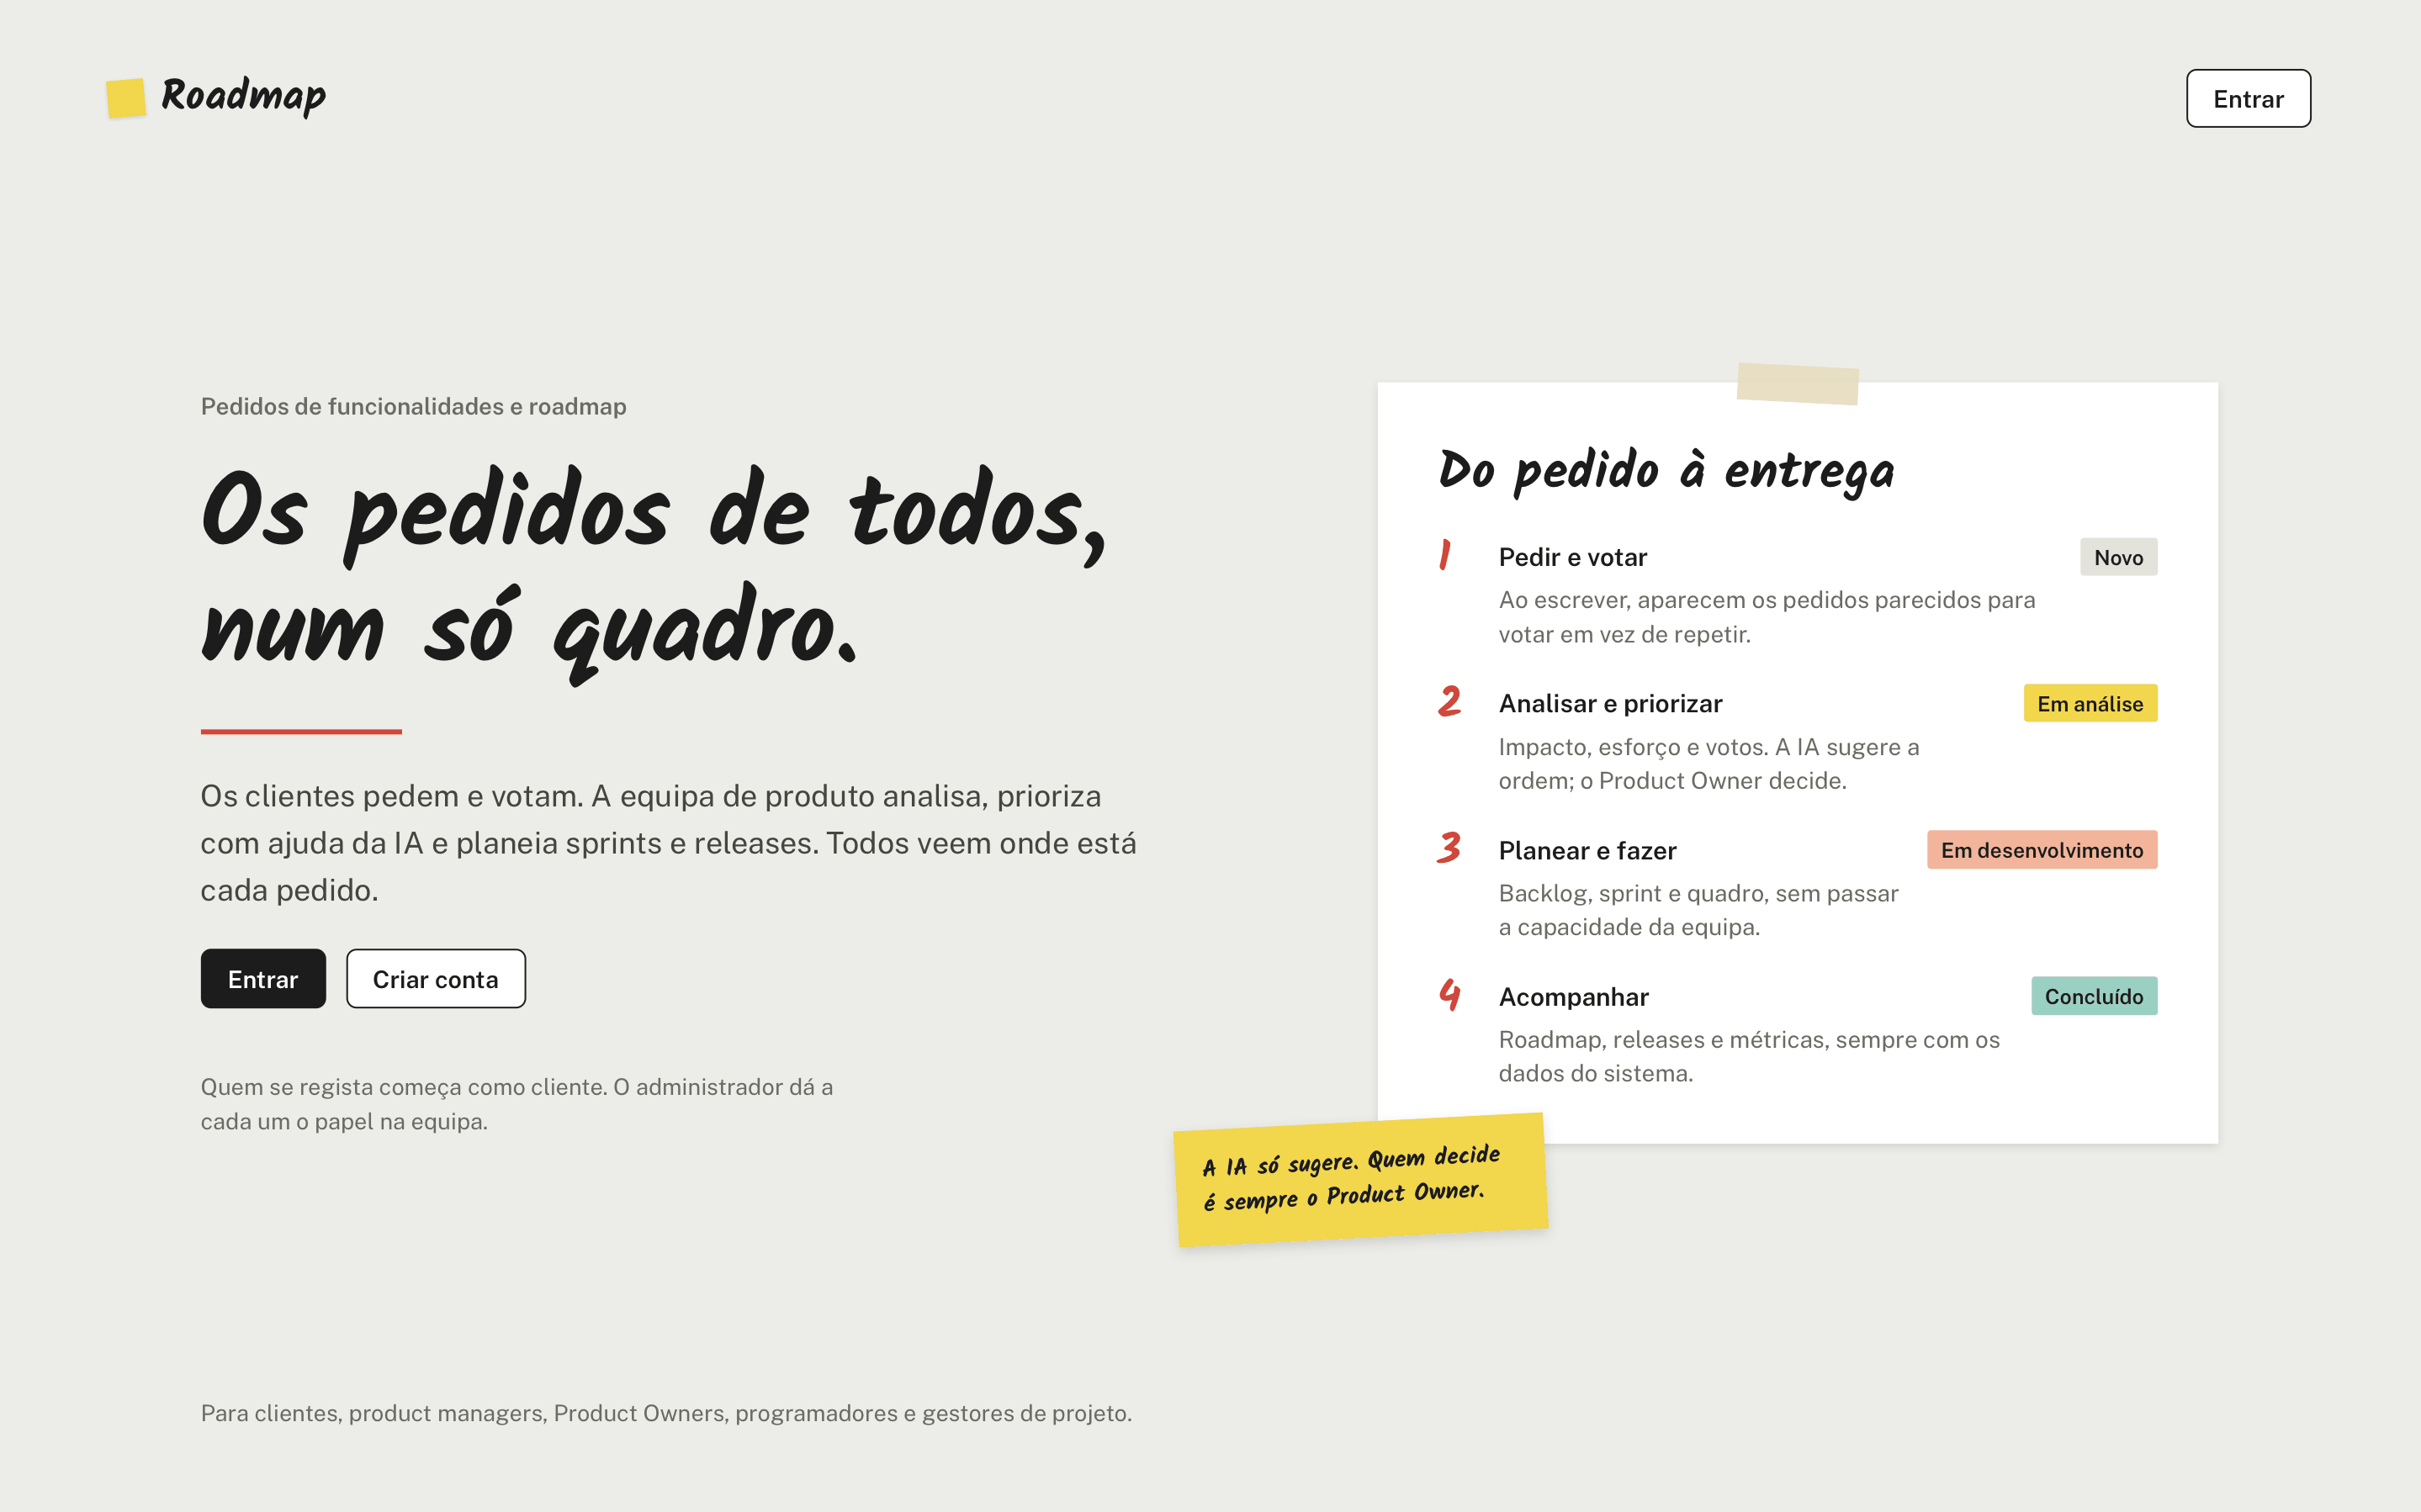 Roadmap
Entrar
Pedidos de funcionalidades e roadmap
Os pedidos de todos,
num só quadro.
Os clientes pedem e votam. A equipa de produto analisa, prioriza
com ajuda da IA e planeia sprints e releases. Todos veem onde está
cada pedido.
Entrar
Criar conta
Quem se regista começa como cliente. O administrador dá a
cada um o papel na equipa.
Do pedido à entrega
1
Pedir e votar
Novo
Ao escrever, aparecem os pedidos parecidos para
votar em vez de repetir.
2
Analisar e priorizar
Em análise
Impacto, esforço e votos. A IA sugere a
ordem; o Product Owner decide.
3
Planear e fazer
Em desenvolvimento
Backlog, sprint e quadro, sem passar
a capacidade da equipa.
4
Acompanhar
Concluído
Roadmap, releases e métricas, sempre com os
dados do sistema.
A IA só sugere. Quem decide
é sempre o Product Owner.
Para clientes, product managers, Product Owners, programadores e gestores de projeto.